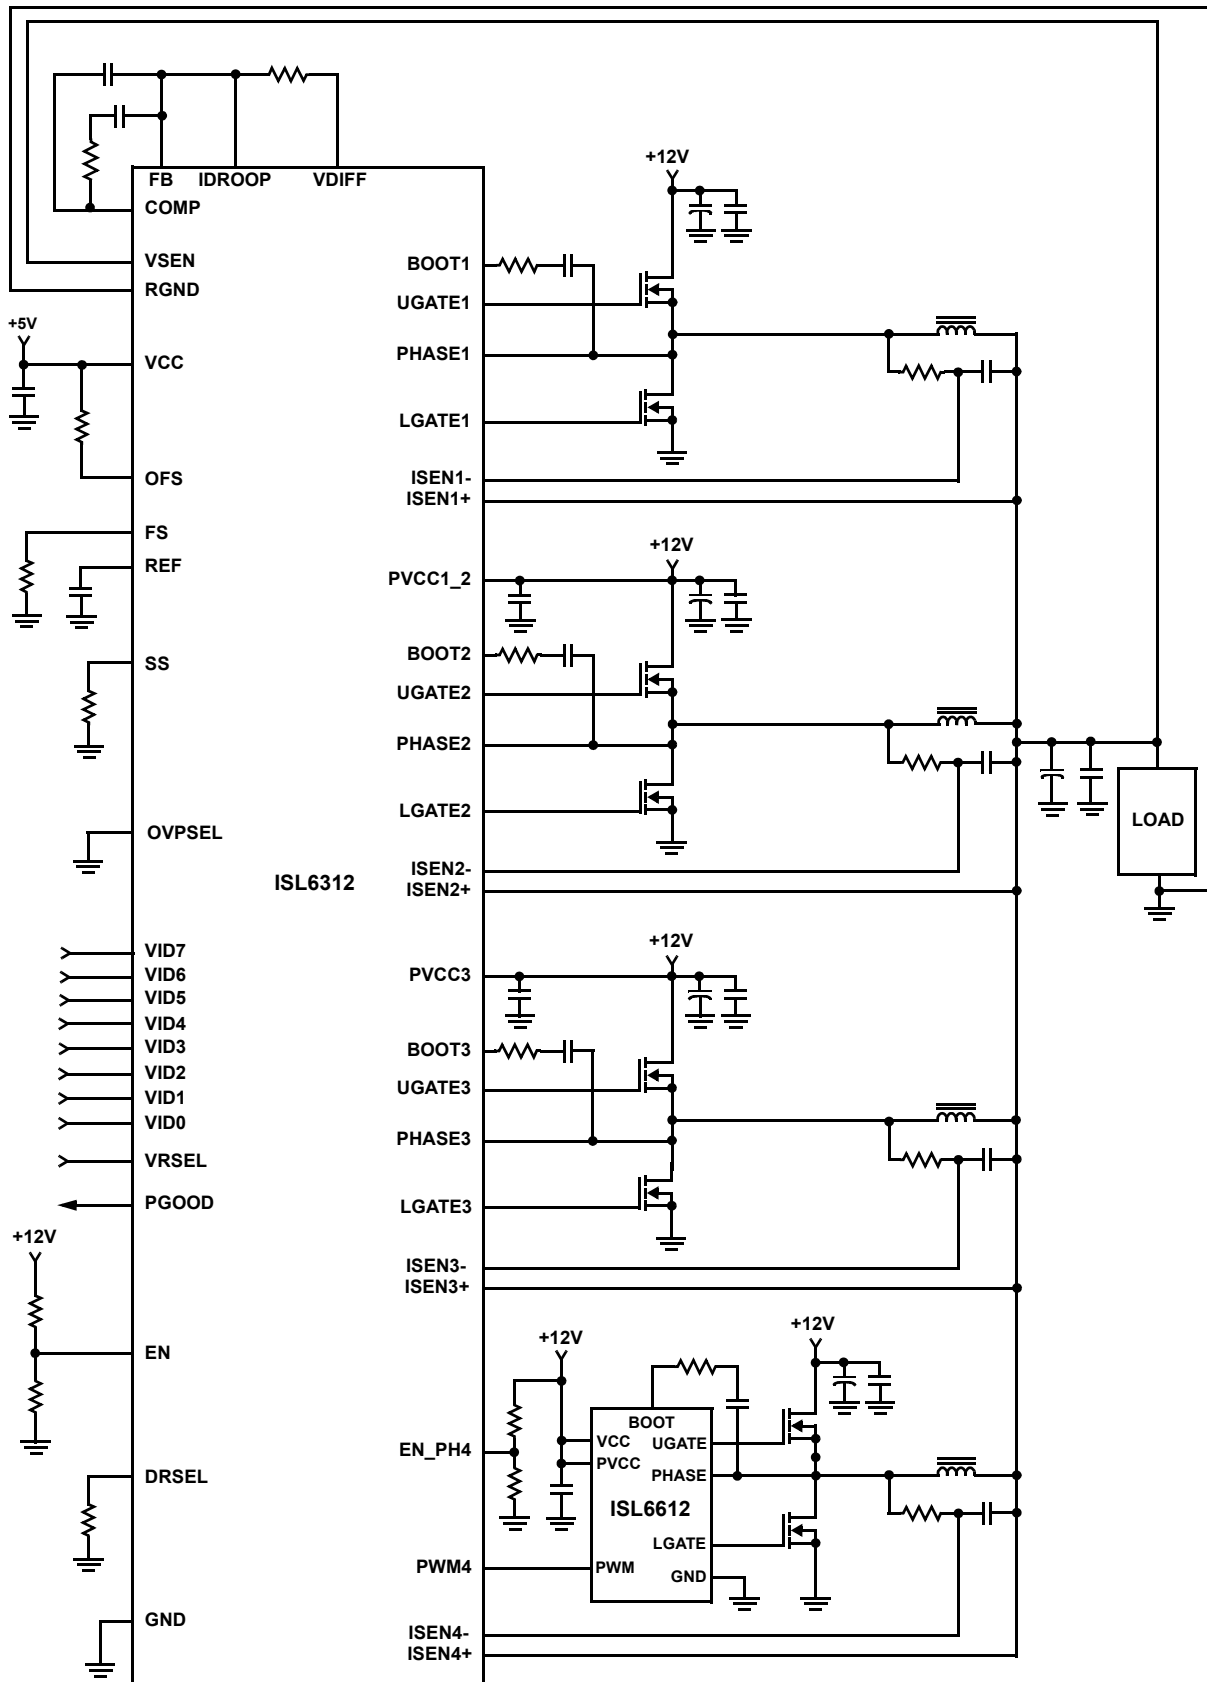 FB IDROOP VDIFF
COMP
VSEN
RGND
+5V
VCC
OFS
FS
REF
SS
OVPSEL
ISL6312
VID7
VID6
VID5
VID4
VID3
VID2
VID1
VID0
VRSEL
PGOOD
+12V
EN
DRSEL
GND
+12V
BOOT1
UGATE1
PHASE1
LGATE1
ISEN1-
ISEN1+
+12V
PVCC1_2
BOOT2
UGATE2
PHASE2
LGATE2
ISEN2-
ISEN2+
LOAD
+12V
PVCC3
BOOT3
UGATE3
PHASE3
LGATE3
ISEN3-
ISEN3+
+12V
+12V
EN_PH4
BOOT
VCC
UGATE
PVCC
PHASE
ISL6612
LGATE
PWM4
PWM
GND
ISEN4-
ISEN4+